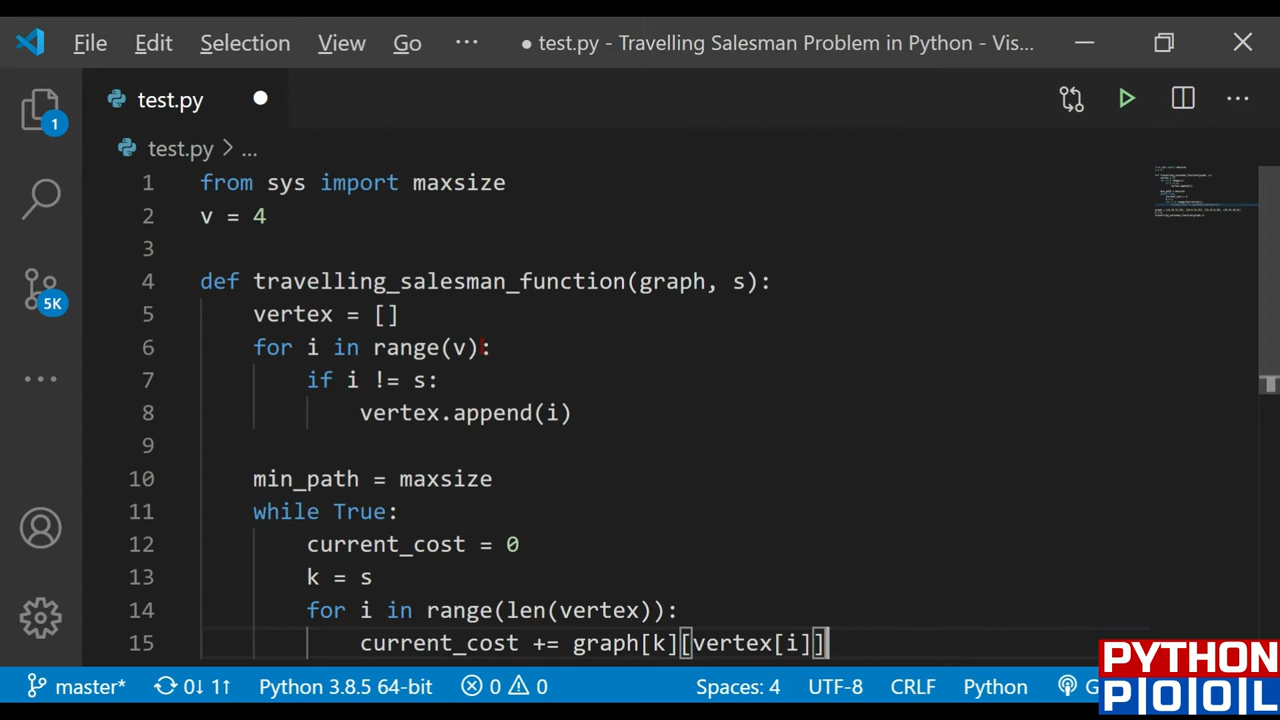 File Edit Selection View Go ··· ● test.py - Travelling Salesman Problem in Python - Vis...
test.py
test.py > ...
1 from sys import maxsize
2 v = 4
3
4 def travelling_salesman_function(graph, s):
5 vertex = []
6 for i in range(v):
7 if i != s:
8 vertex.append(i)
9
10 min_path = maxsize
11 while True:
12 current_cost = 0
13 k = s
14 for i in range(len(vertex)):
15 current_cost += graph[k][vertex[i]]
1
5K
master* 0↓ 1↑ Python 3.8.5 64-bit 0 0 Spaces: 4 UTF-8 CRLF Python
PYTHON
POOL